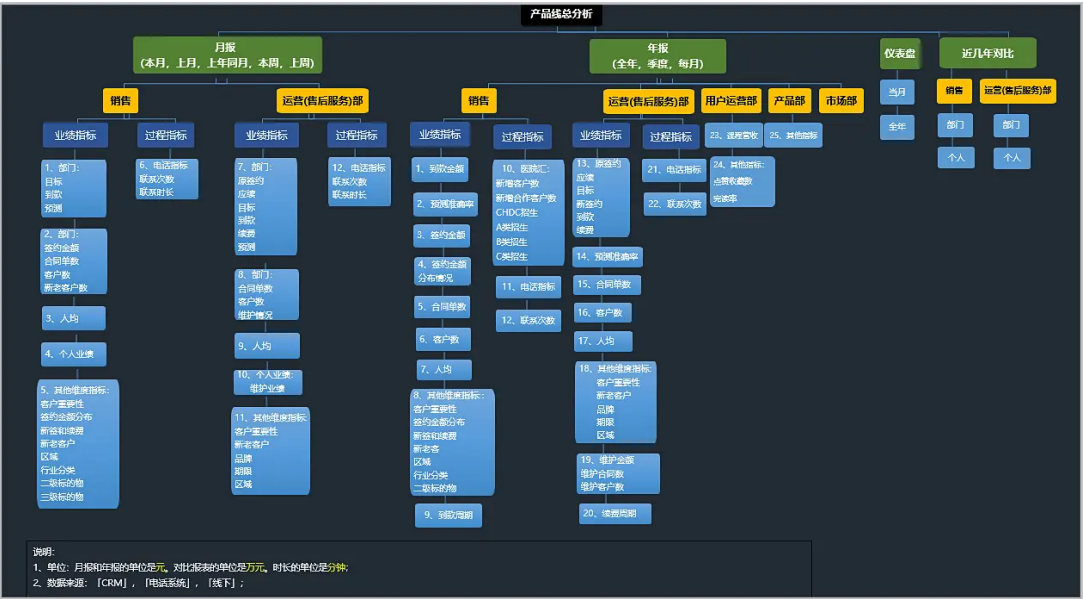 产品线总分析
月报
(本月，上月，上年同月，本周，上周)
销售
业绩指标
1、部门：
目标
到款
预测
2、部门：
签约金额
合同单数
客户数
新老客户数
3、人均
4、个人业绩
5、其他维度指标：
客户重要性
签约金额分布
新签和续费
新老客户
区域
行业分类
二级标的物
三级标的物
过程指标
6、电话指标
联系次数
联系时长
运营(售后服务)部
业绩指标
7、部门：
原签约
应续
目标
到款
续费
预测
8、部门：
合同单数
客户数
维护情况
9、人均
10、个人业绩：
维护业绩
11、其他维度指标：
客户重要性
新老客户
品牌
期限
区域
过程指标
12、电话指标
联系次数
联系时长
年报
(全年，季度，每月)
销售
业绩指标
1、到款金额
2、预测准确率
3、签约金额
4、签约金额
分布情况
5、合同单数
6、客户数
7、人均
8、其他维度指标：：
客户重要性
签约金额分布
新签和续费
新老客
区域
行业分类
二级标的物
9、到款周期
过程指标
10、医院汇：
新增客户数
新增合作客户数
CHDC招生
A类招生
B类招生
C类招生
11、电话指标
12、联系次数
运营(售后服务)部
业绩指标
13、原签约
应续
目标
新签约
到款
续费
14、预测准确率
15、合同单数
16、客户数
17、人均
18、其他维度指标：
客户重要性
新老客户
品牌
期限
区域
19、维护金额
维护合同数
维护客户数
20、续费周期
过程指标
21、电话指标
22、联系次数
用户运营部
23、课程营收
24、其他指标：
点赞收藏数
完读率
产品部
25、其他指标
市场部
仪表盘
当月
全年
近几年对比
销售
部门
个人
运营(售后服务)部
部门
个人
说明：
1、单位：月报和年报的单位是元。对比报表的单位是万元。时长的单位是分钟；
2、数据来源：「CRM」，「电话系统」，「线下」；